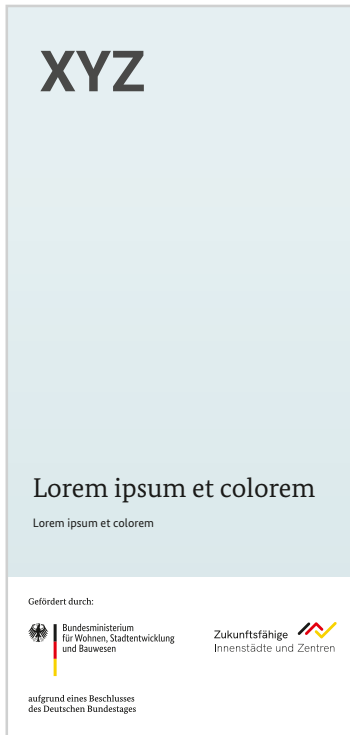 XYZ
Lorem ipsum et colorem
Lorem ipsum et colorem
Gefördert durch:
Bundesministerium
für Wohnen, Stadtentwicklung
und Bauwesen
Zukunftsfähige
Innenstädte und Zentren
aufgrund eines Beschlusses
des Deutschen Bundestages